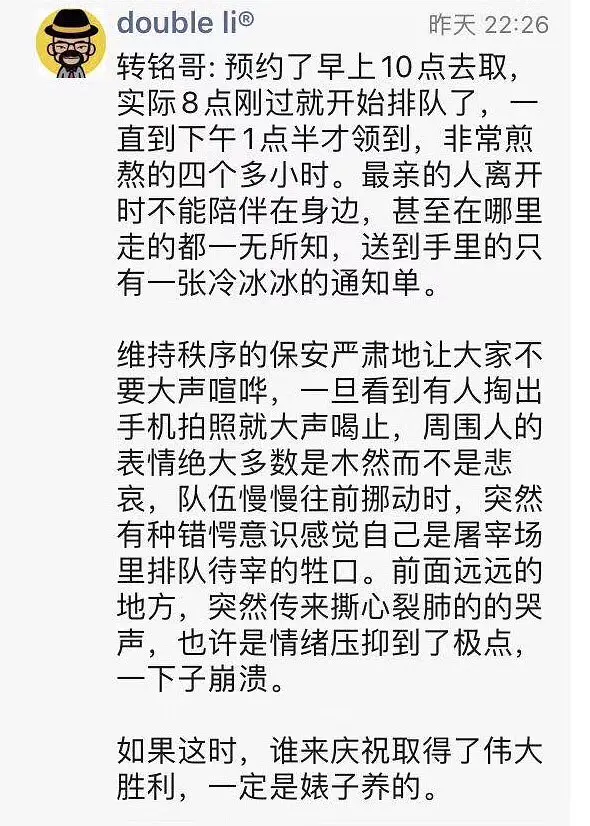 double li®
昨天 22:26
转铭哥: 预约了早上10点去取，
实际8点刚过就开始排队了，一
直到下午1点半才领到，非常煎
熬的四个多小时。最亲的人离开
时不能陪伴在身边，甚至在哪里
走的都一无所知，送到手里的只
有一张冷冰冰的通知单。
维持秩序的保安严肃地让大家不
要大声喧哗，一旦看到有人掏出
手机拍照就大声喝止，周围人的
表情绝大多数是木然而不是悲
哀，队伍慢慢往前挪动时，突然
有种错愕意识感觉自己是屠宰场
里排队待宰的牲口。前面远远的
地方，突然传来撕心裂肺的的哭
声，也许是情绪压抑到了极点，
一下子崩溃。
如果这时，谁来庆祝取得了伟大
胜利，一定是婊子养的。